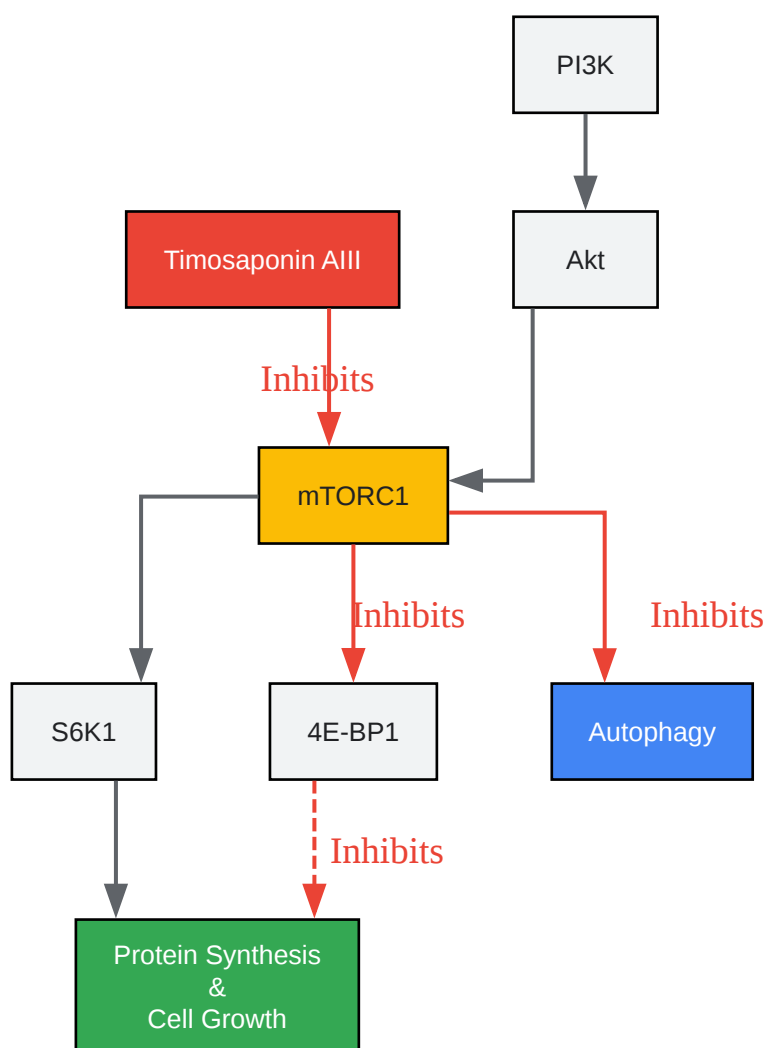 PI3K
Timosaponin AIII
Akt
Inhibits
mTORC1
Inhibits
Inhibits
S6K1
4E-BP1
Autophagy
Inhibits
Protein Synthesis
&
Cell Growth